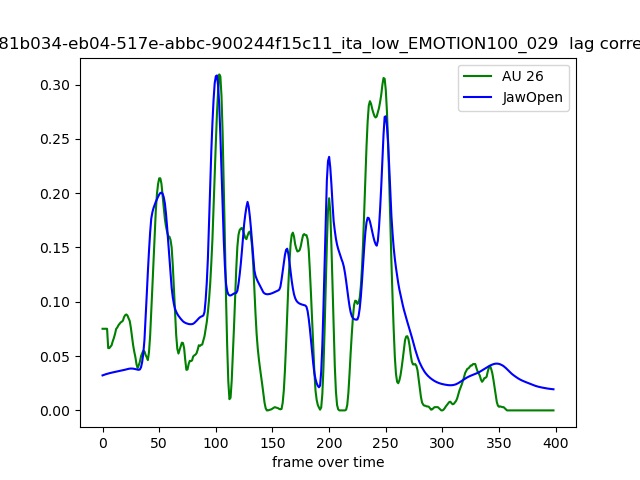 81b034-eb04-517e-abbc-900244f15c11_ita_low_EMOTION100_029 lag corre
AU 26
JawOpen
0.30
0.25
0.20
0.15
0.10
0.05
0.00
0 50 100 150 200 250 300 350 400
frame over time